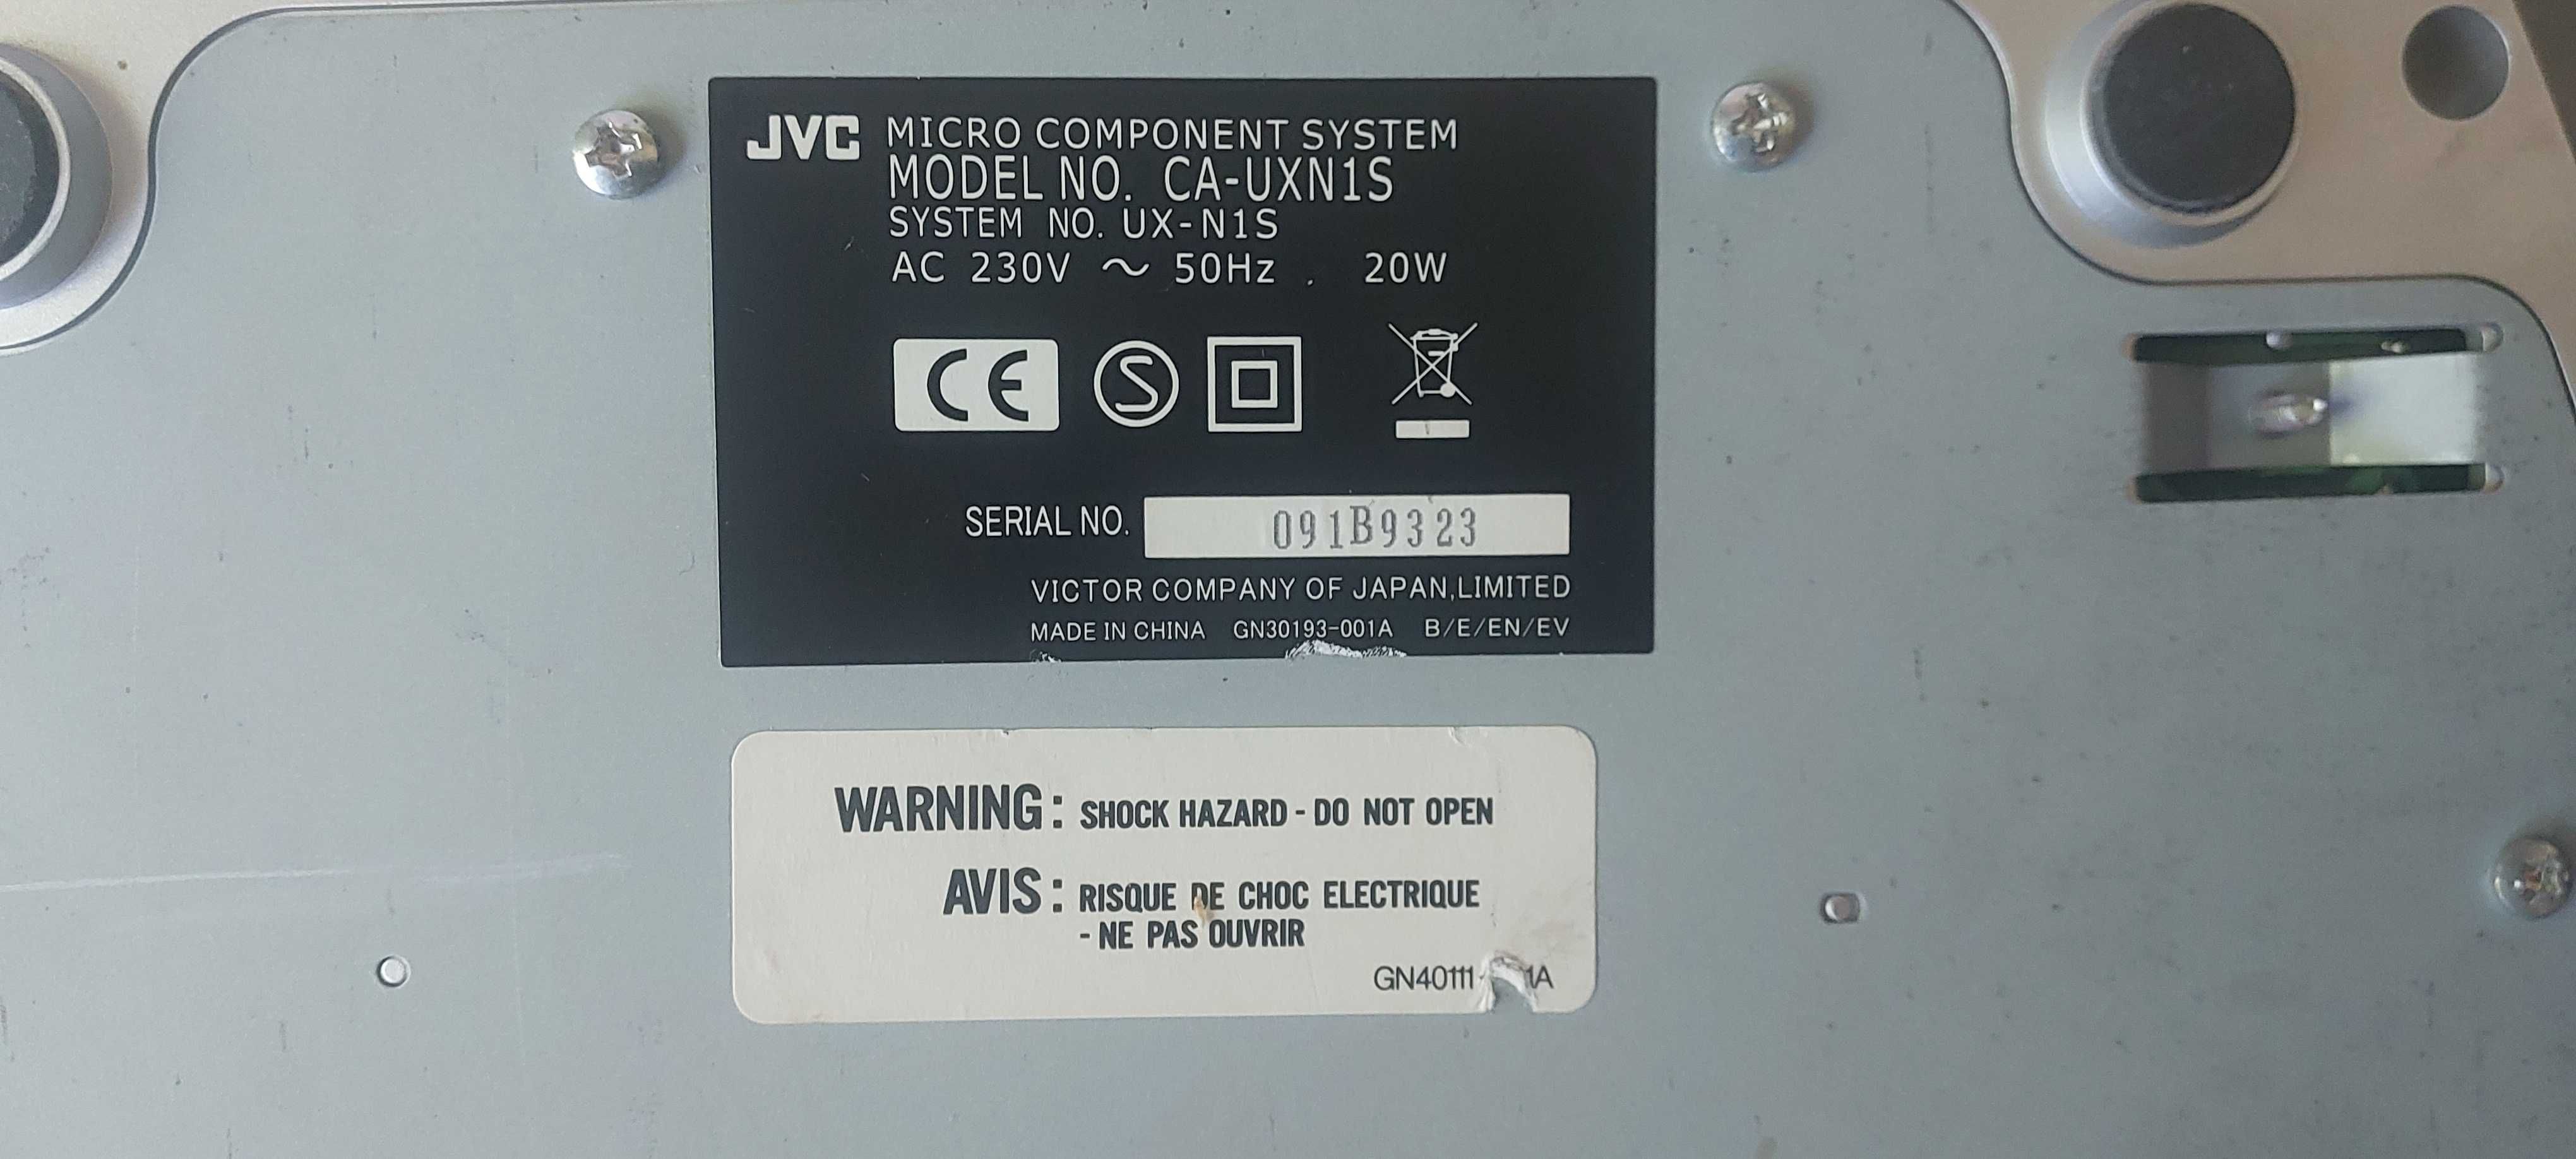 JVC MICRO COMPONENT SYSTEM
MODEL NO. CA-UXN1S
SYSTEM NO. UX-N1S
AC 230V ~ 50Hz . 20W
CE S
SERIAL NO. 091B9323
VICTOR COMPANY OF JAPAN,LIMITED
MADE IN CHINA GN30193-001A B/E/EN/EV
WARNING: SHOCK HAZARD - DO NOT OPEN
AVIS: RISQUE DE CHOC ELECTRIQUE
- NE PAS OUVRIR